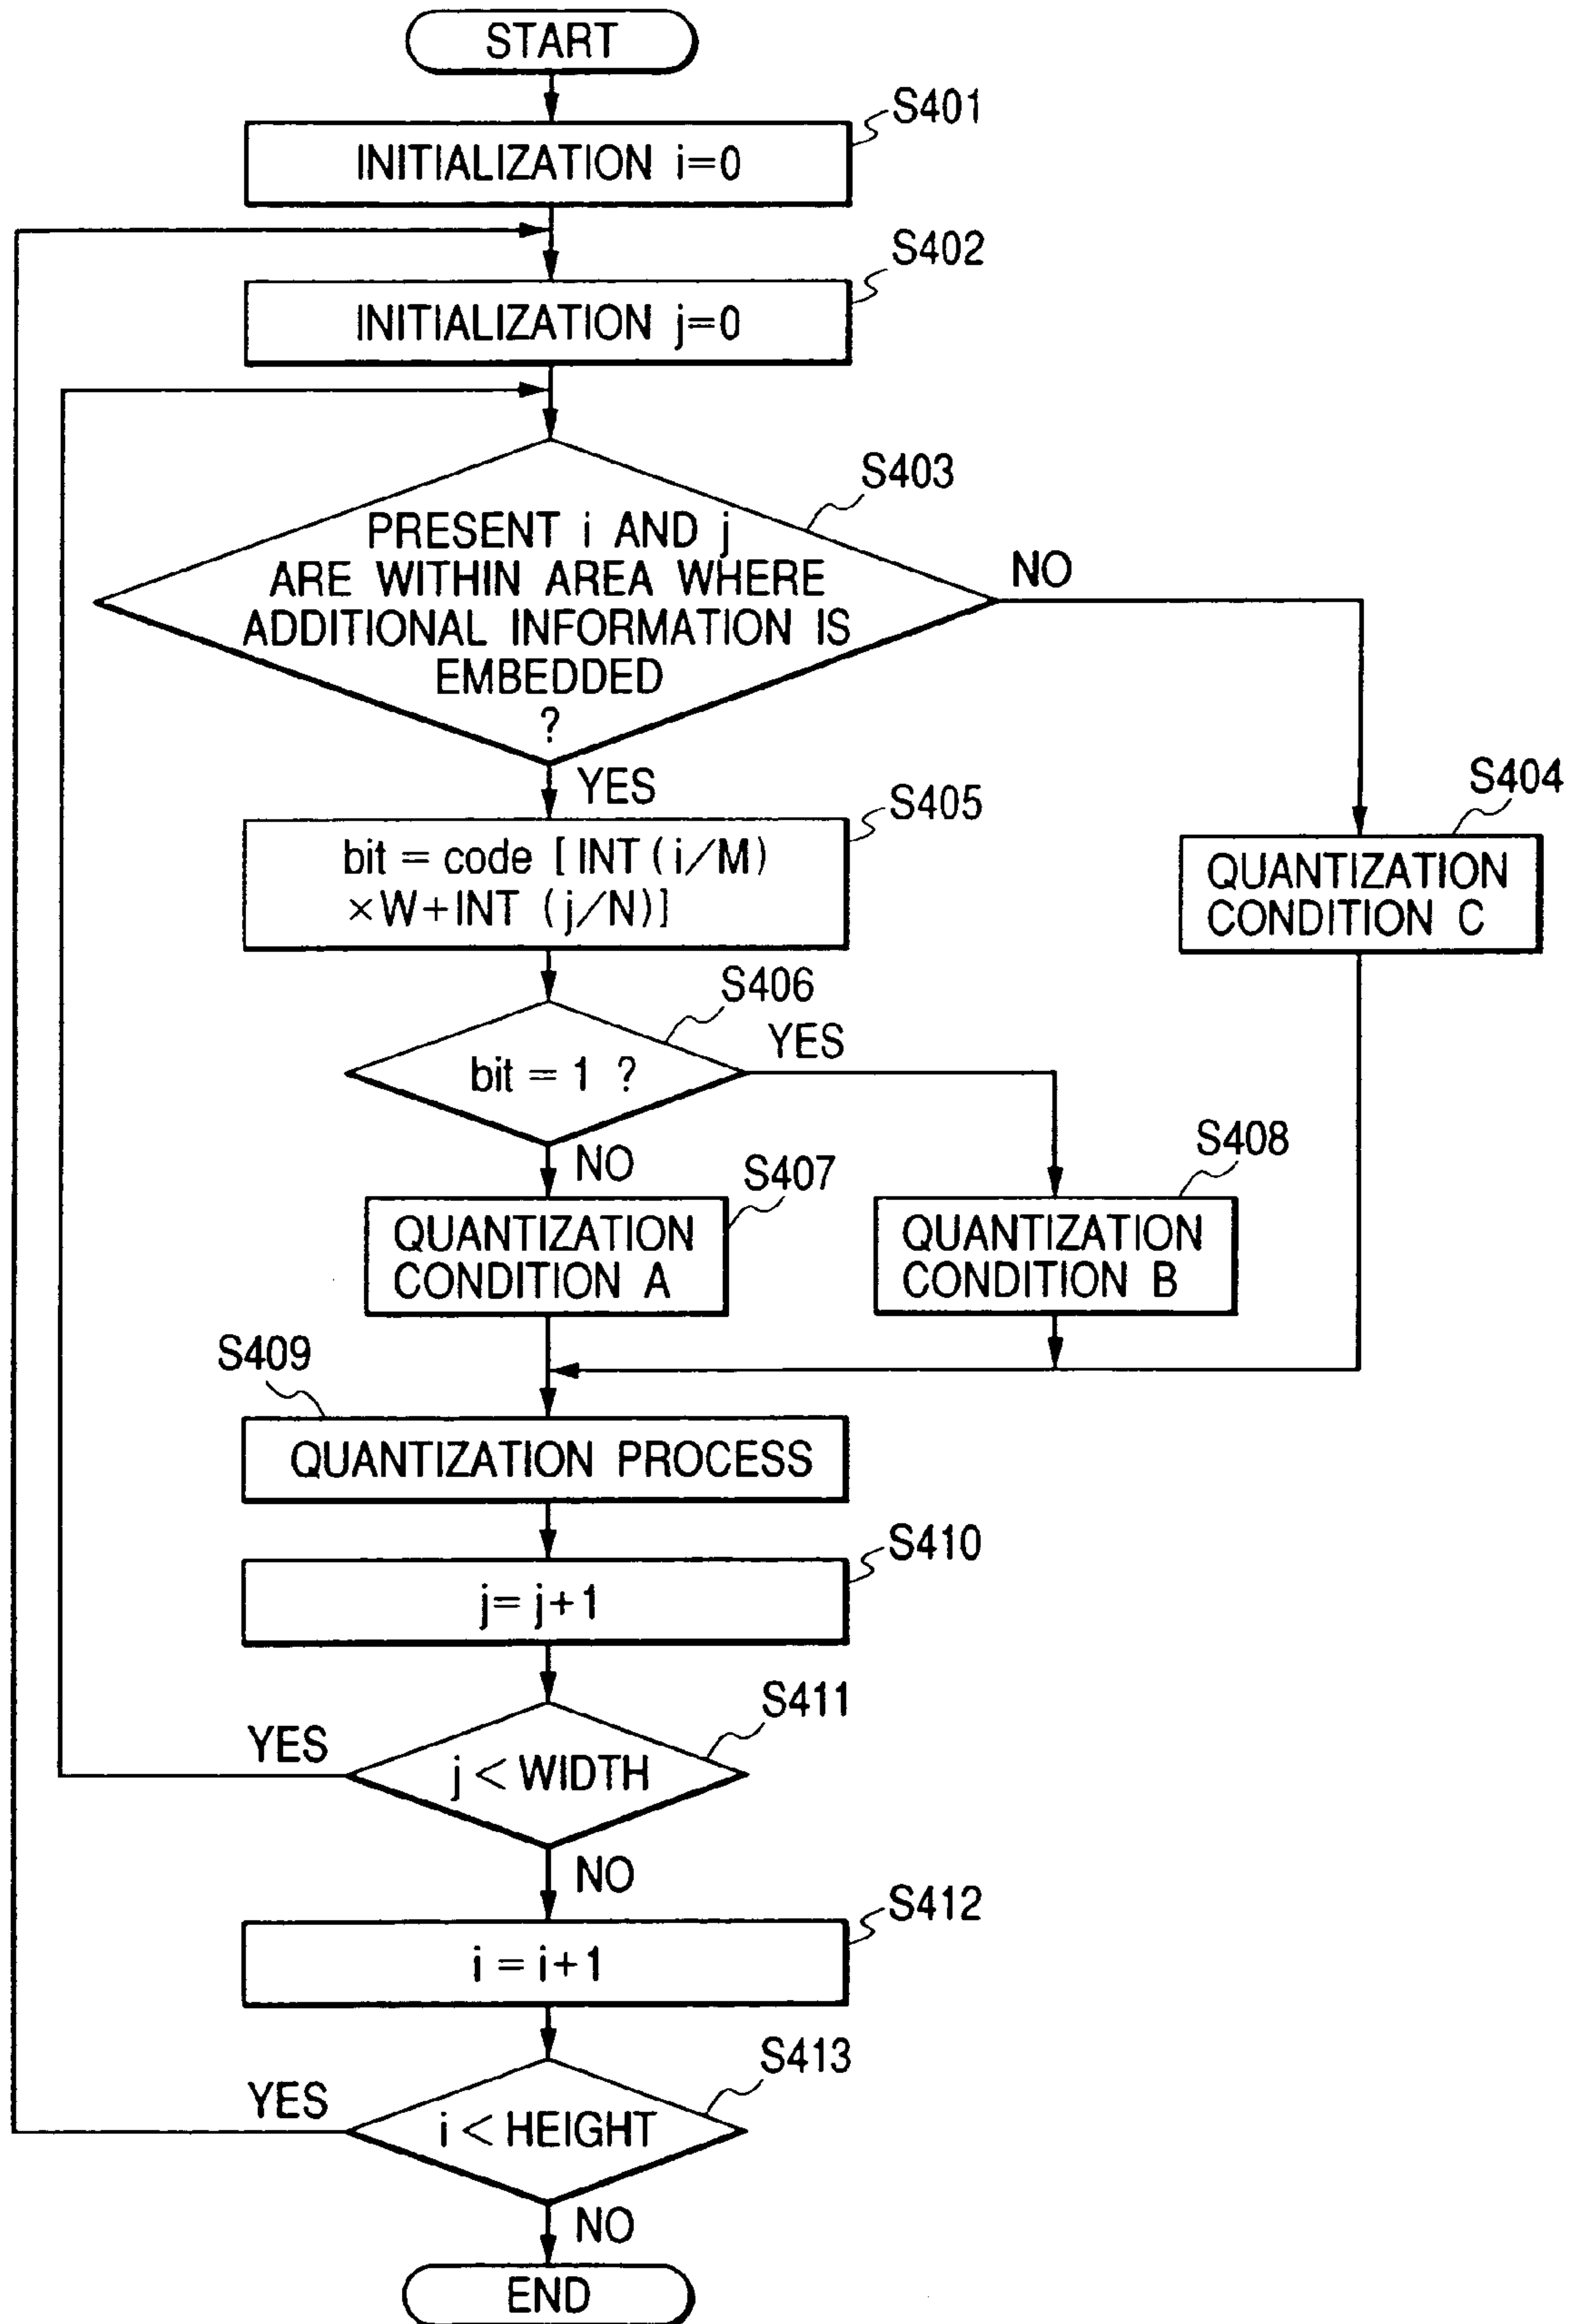 START
S401
INITIALIZATION i=0
S402
INITIALIZATION j=0
S403
PRESENT i AND j
ARE WITHIN AREA WHERE
ADDITIONAL INFORMATION IS
EMBEDDED
?
NO
YES
S404
QUANTIZATION
CONDITION C
S405
bit = code [INT (i/M)
×W+INT (j/N)]
S406
bit = 1 ?
YES
NO
S407
QUANTIZATION
CONDITION A
S408
QUANTIZATION
CONDITION B
S409
QUANTIZATION PROCESS
S410
j= j+1
S411
j < WIDTH
YES
NO
S412
i = i+1
S413
i < HEIGHT
YES
NO
END